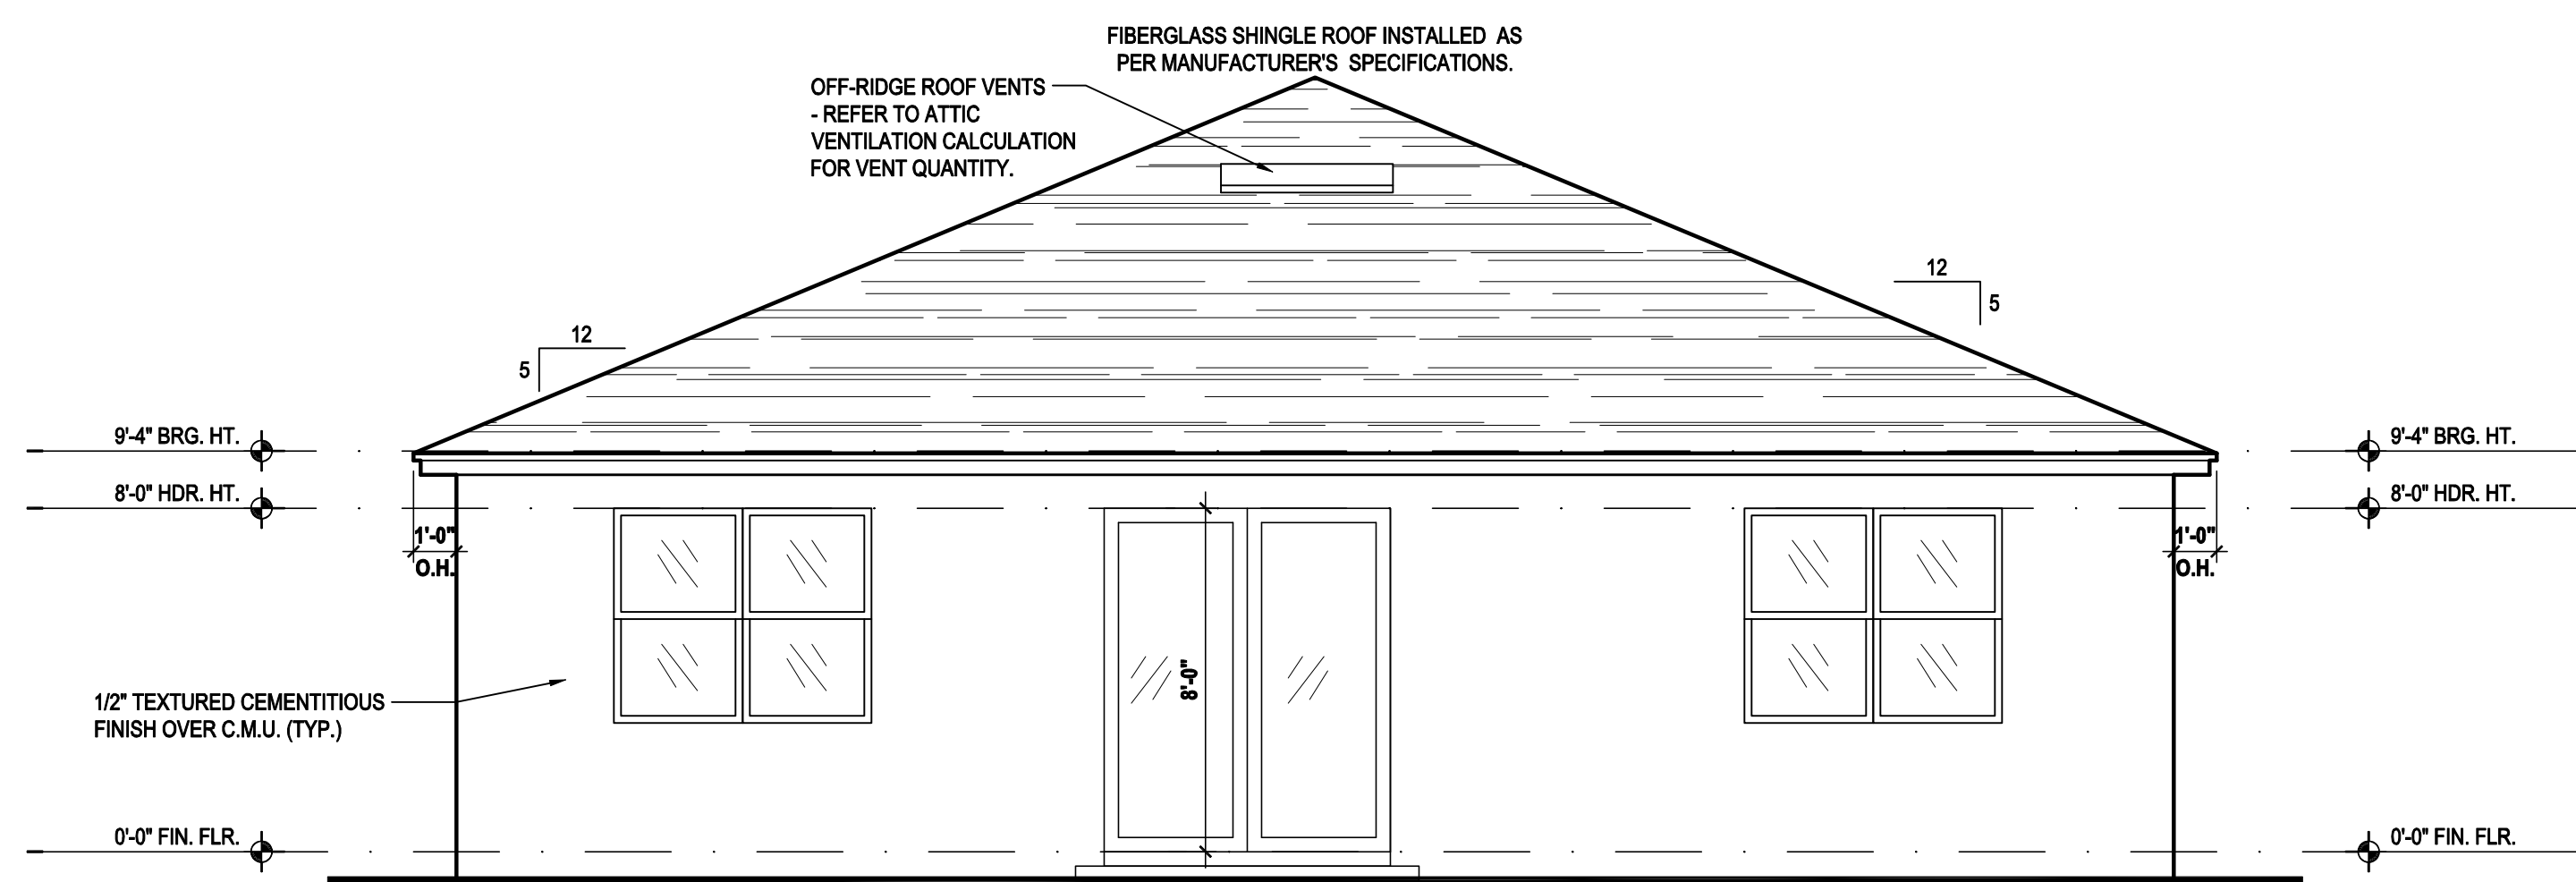 FIBERGLASS SHINGLE ROOF INSTALLED AS
PER MANUFACTURER'S SPECIFICATIONS.
OFF-RIDGE ROOF VENTS
- REFER TO ATTIC
VENTILATION CALCULATION
FOR VENT QUANTITY.
12
5
12
5
9'-4" BRG. HT.
9'-4" BRG. HT.
8'-0" HDR. HT.
8'-0" HDR. HT.
1'-0"
O.H.
1'-0"
O.H.
8'-0"
1/2" TEXTURED CEMENTITIOUS
FINISH OVER C.M.U. (TYP.)
0'-0" FIN. FLR.
0'-0" FIN. FLR.